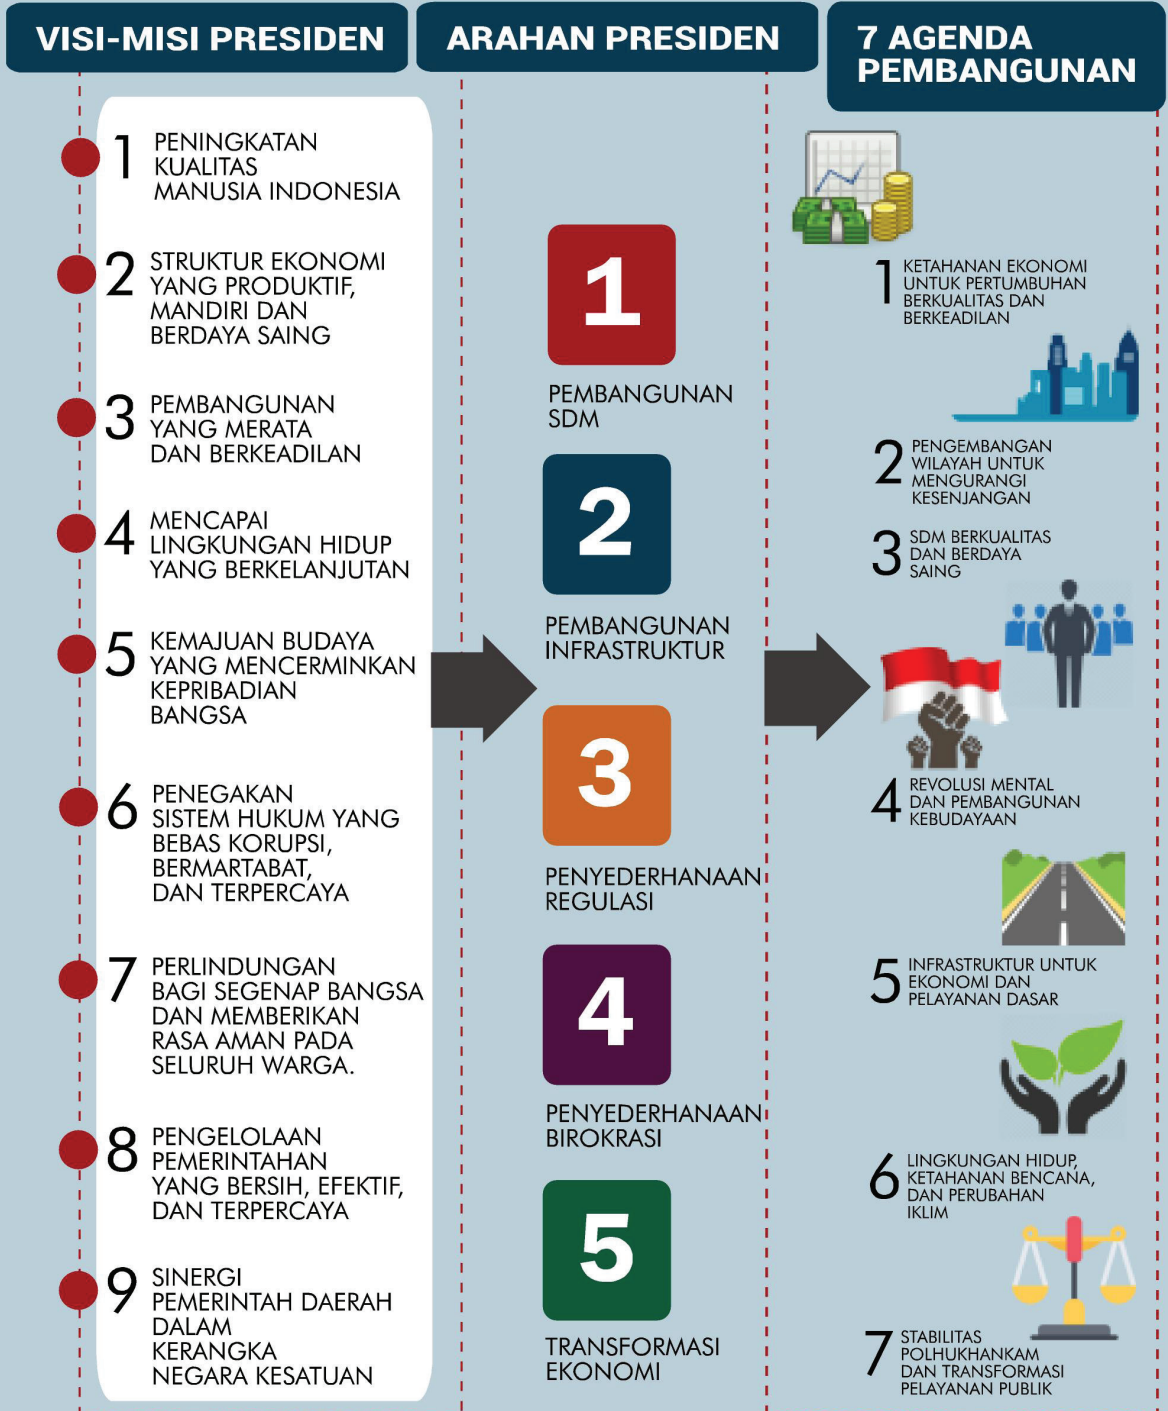 VISI-MISI PRESIDEN
1
PENINGKATAN
KUALITAS
MANUSIA INDONESIA
2
STRUKTUR EKONOMI
YANG PRODUKTIF,
MANDIRI DAN
BERDAYA SAING
3
PEMBANGUNAN
YANG MERATA
DAN BERKEADILAN
4
MENCAPAI
LINGKUNGAN HIDUP
YANG BERKELANJUTAN
5
KEMAJUAN BUDAYA
YANG MENCERMINKAN
KEPRIBADIAN
BANGSA
6
PENEGAKAN
SISTEM HUKUM YANG
BEBAS KORUPSI,
BERMARTABAT,
DAN TERPERCAYA
7
PERLINDUNGAN
BAGI SEGENAP BANGSA
DAN MEMBERIKAN
RASA AMAN PADA
SELURUH WARGA.
8
PENGELOLAAN
PEMERINTAHAN
YANG BERSIH, EFEKTIF,
DAN TERPERCAYA
9
SINERGI
PEMERINTAH DAERAH
DALAM
KERANGKA
NEGARA KESATUAN
ARAHAN PRESIDEN
1
PEMBANGUNAN
SDM
2
PEMBANGUNAN
INFRASTRUKTUR
3
PENYEDERHANAAN
REGULASI
4
PENYEDERHANAAN
BIROKRASI
5
TRANSFORMASI
EKONOMI
7 AGENDA
PEMBANGUNAN
1
KETAHANAN EKONOMI
UNTUK PERTUMBUHAN
BERKUALITAS DAN
BERKEADILAN
2
PENGEMBANGAN
WILAYAH UNTUK
MENGURANGI
KESENJANGAN
3
SDM BERKUALITAS
DAN BERDAYA
SAING
4
REVOLUSI MENTAL
DAN PEMBANGUNAN
KEBUDAYAAN
5
INFRASTRUKTUR UNTUK
EKONOMI DAN
PELAYANAN DASAR
6
LINGKUNGAN HIDUP,
KETAHANAN BENCANA,
DAN PERUBAHAN
IKLIM
7
STABILITAS
POLHUKHANKAM
DAN TRANSFORMASI
PELAYANAN PUBLIK